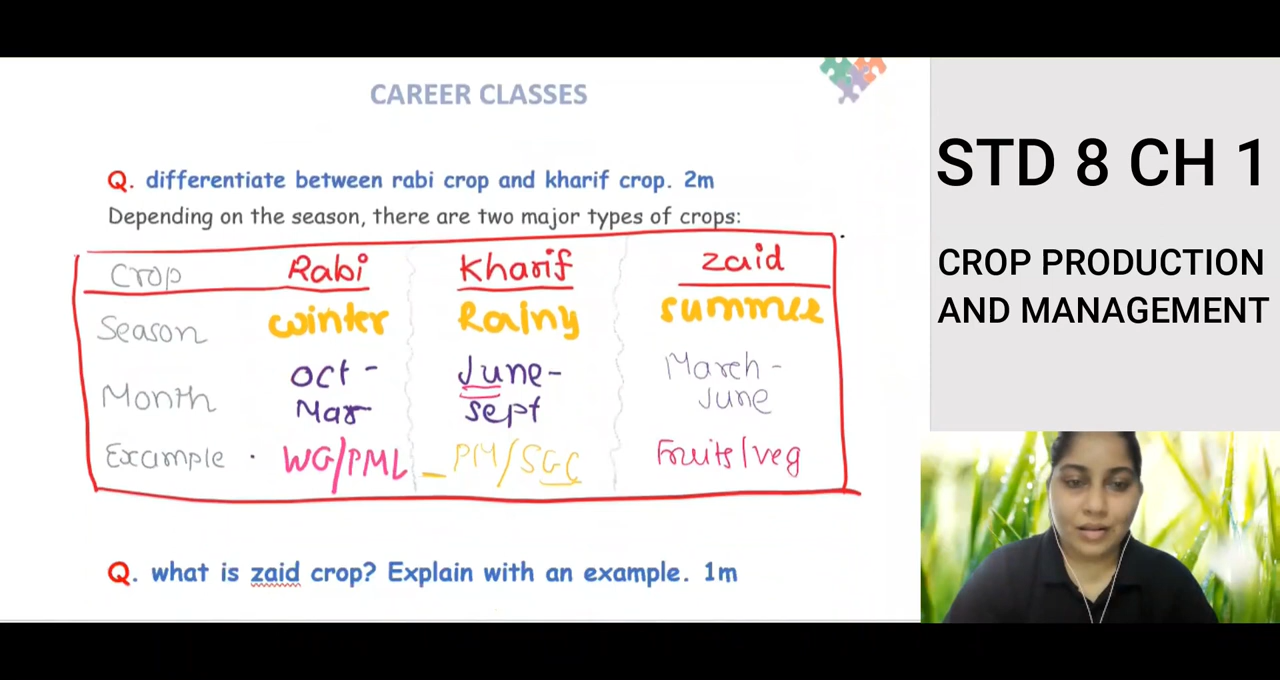 CAREER CLASSES
Q. differentiate between rabi crop and kharif crop. 2m
Depending on the season, there are two major types of crops:
Crop Rabi Kharif zaid
Season winter Rainy summer
Month Oct - Mar June - Sept March - June
Example WG/PML PM/SGC Fruits/veg
Q. what is zaid crop? Explain with an example. 1m
STD 8 CH 1
CROP PRODUCTION
AND MANAGEMENT